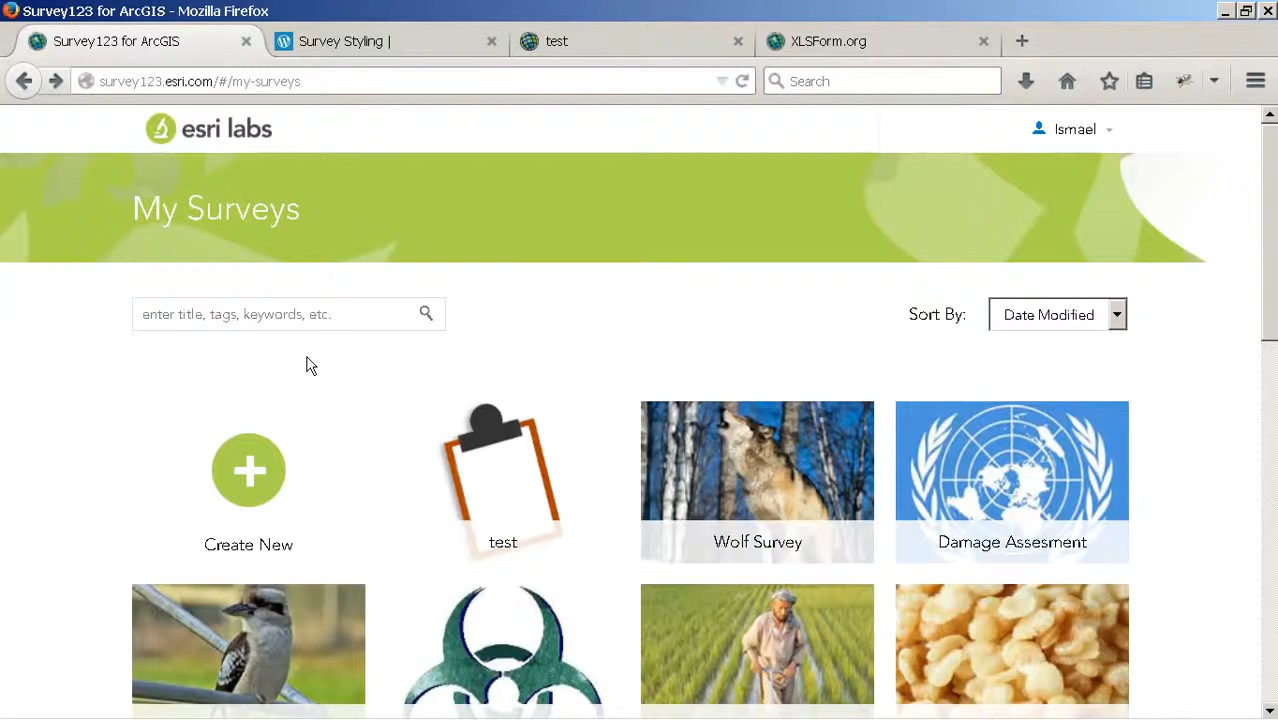 Survey123 for ArcGIS - Mozilla Firefox
Survey123 for ArcGIS
Survey Styling |
test
XLSForm.org
survey123.esri.com/#/my-surveys
Search
esri labs
Ismael
My Surveys
enter title, tags, keywords, etc.
Sort By:
Date Modified
Create New
test
Wolf Survey
Damage Assesment